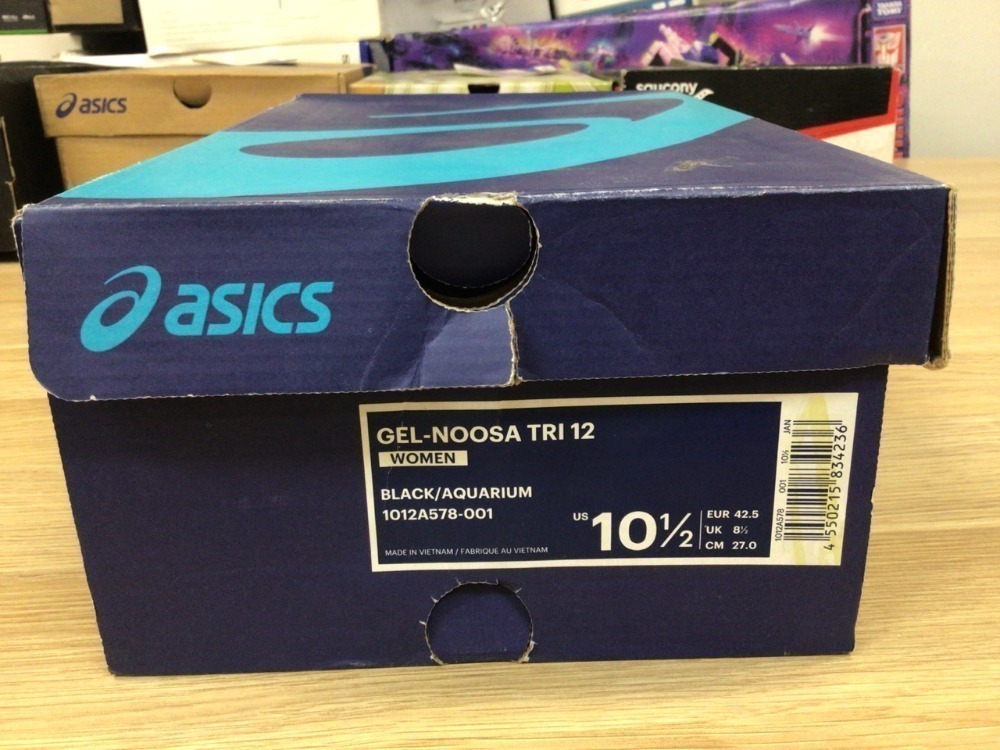 asics
saucony
TAKARA
TOMY
asics
GEL-NOOSA TRI 12
WOMEN
BLACK/AQUARIUM
1012A578-001
MADE IN VIETNAM / FABRIQUE AU VIETNAM
US 10½
EUR 42.5
UK 8½
CM 27.0
1012A578 001 10½ JAN
4 550215 834236